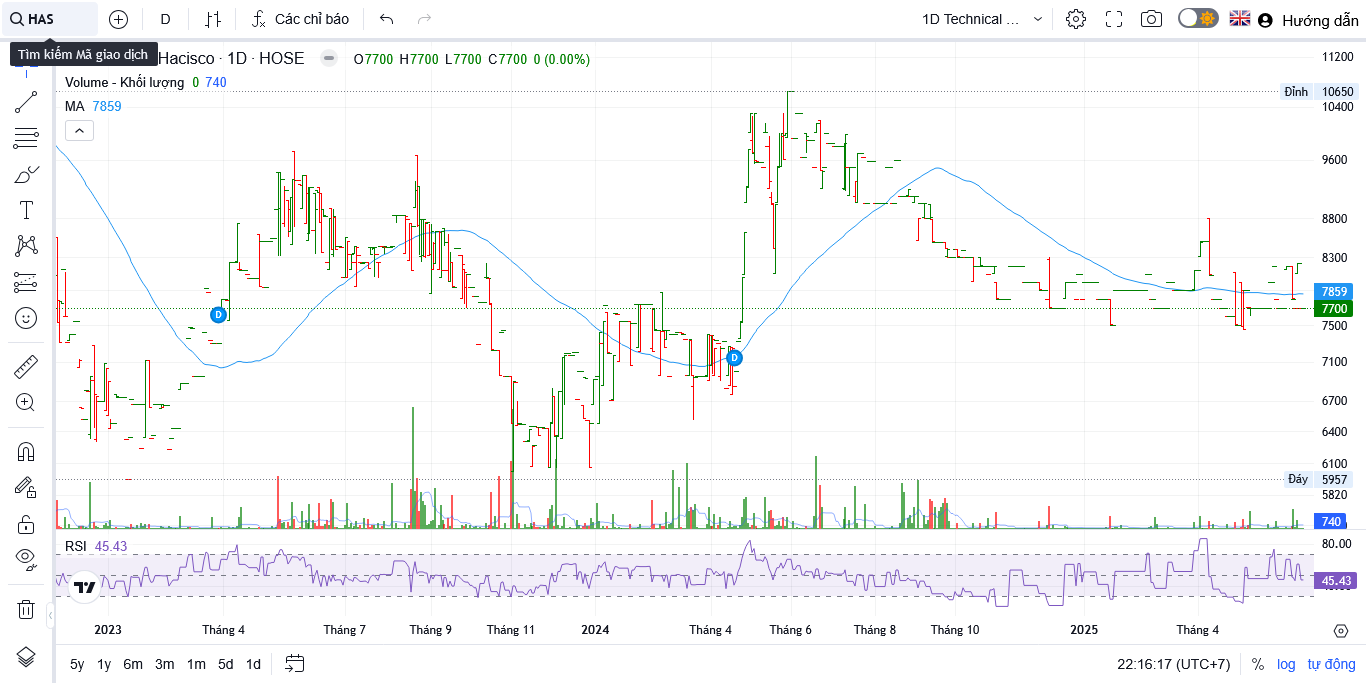 HAS D Các chỉ báo 1D Technical ... Hướng dẫn
Tìm kiếm Mã giao dịch
Hacisco · 1D · HOSE O7700 H7700 L7700 C7700 0 (0.00%)
Volume - Khối lượng 0 740
MA 7859
11200
Đỉnh 10650
10400
9600
8800
8300
7859
7700
7500
7100
6700
6400
6100
Đáy 5957
5820
740
D
D
RSI 45.43
80.00
45.43
2023 Tháng 4 Tháng 7 Tháng 9 Tháng 11 2024 Tháng 4 Tháng 6 Tháng 8 Tháng 10 2025 Tháng 4
5y 1y 6m 3m 1m 5d 1d 22:16:17 (UTC+7) % log tự động